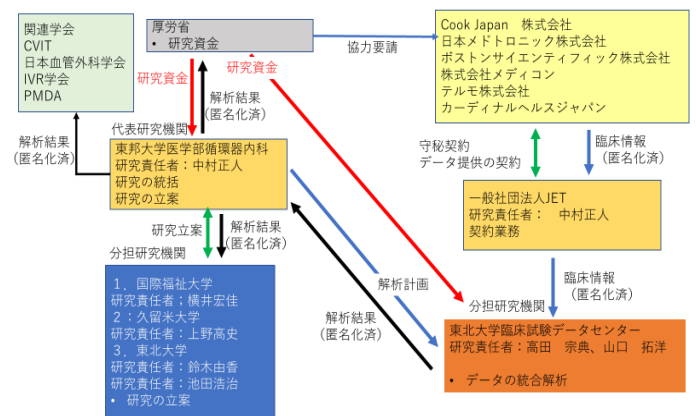 関連学会
CVIT
日本血管外科学会
IVR学会
PMDA
厚労省
• 研究資金
協力要請
Cook Japan 株式会社
日本メドトロニック株式会社
ボストンサイエンティフィック株式会社
株式会社メディコン
テルモ株式会社
カーディナルヘルスジャパン
研究資金
研究資金
解析結果
(匿名化済)
解析結果
(匿名化済)
代表研究機関
東邦大学医学部循環器内科
研究責任者：中村正人
研究の統括
研究の立案
守秘契約
データ提供の契約
臨床情報
(匿名化済)
一般社団法人JET
研究責任者： 中村正人
契約業務
研究立案
解析結果
(匿名化済)
分担研究機関
１．国際福祉大学
研究責任者；横井宏佳
２：久留米大学
研究責任者：上野高史
３．東北大学
研究責任者：鈴木由香
研究責任者：池田浩治
• 研究の立案
解析計画
解析結果
(匿名化済)
臨床情報
(匿名化済)
分担研究機関
東北大学臨床試験データセンター
研究責任者：高田 宗典、山口 拓洋
• データの統合解析